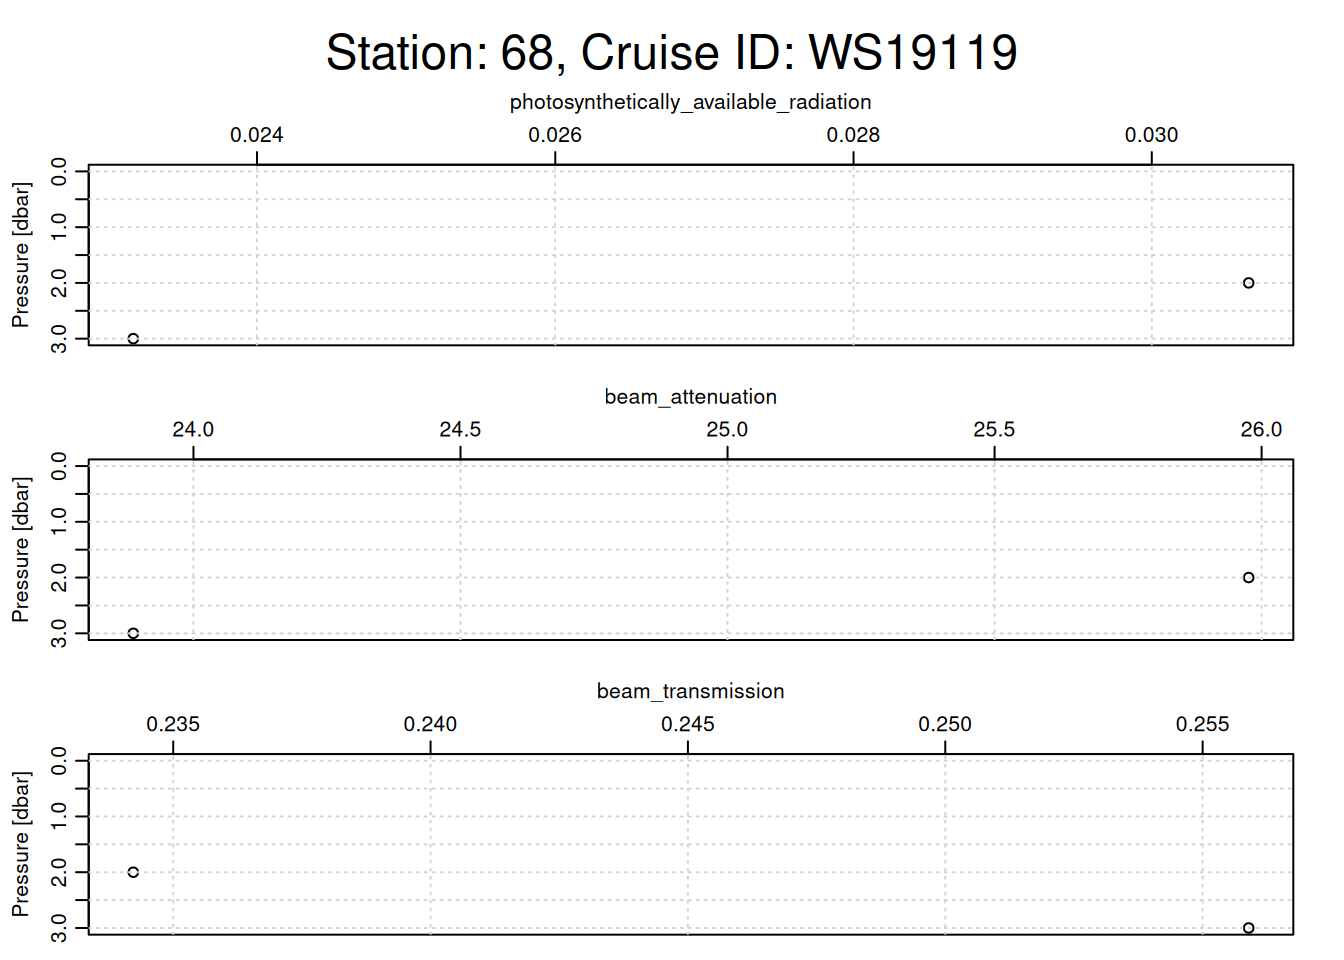 Station: 68, Cruise ID: WS19119
photosynthetically_available_radiation
0.024 0.026 0.028 0.030
Pressure [dbar]
0.0
1.0
2.0
3.0
beam_attenuation
24.0 24.5 25.0 25.5 26.0
Pressure [dbar]
0.0
1.0
2.0
3.0
beam_transmission
0.235 0.240 0.245 0.250 0.255
Pressure [dbar]
0.0
1.0
2.0
3.0